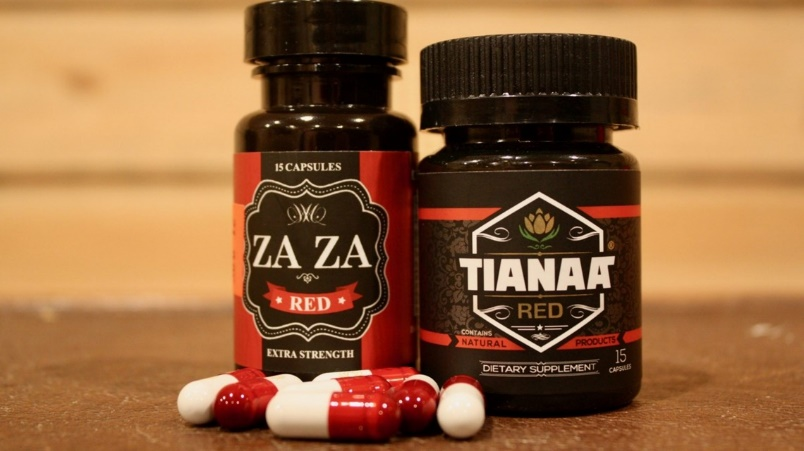 15 CAPSULES
ZA ZA
RED
EXTRA STRENGTH
TIANAA®
RED
CONTAINS
NATURAL PRODUCTS
DIETARY SUPPLEMENT
15
CAPSULES